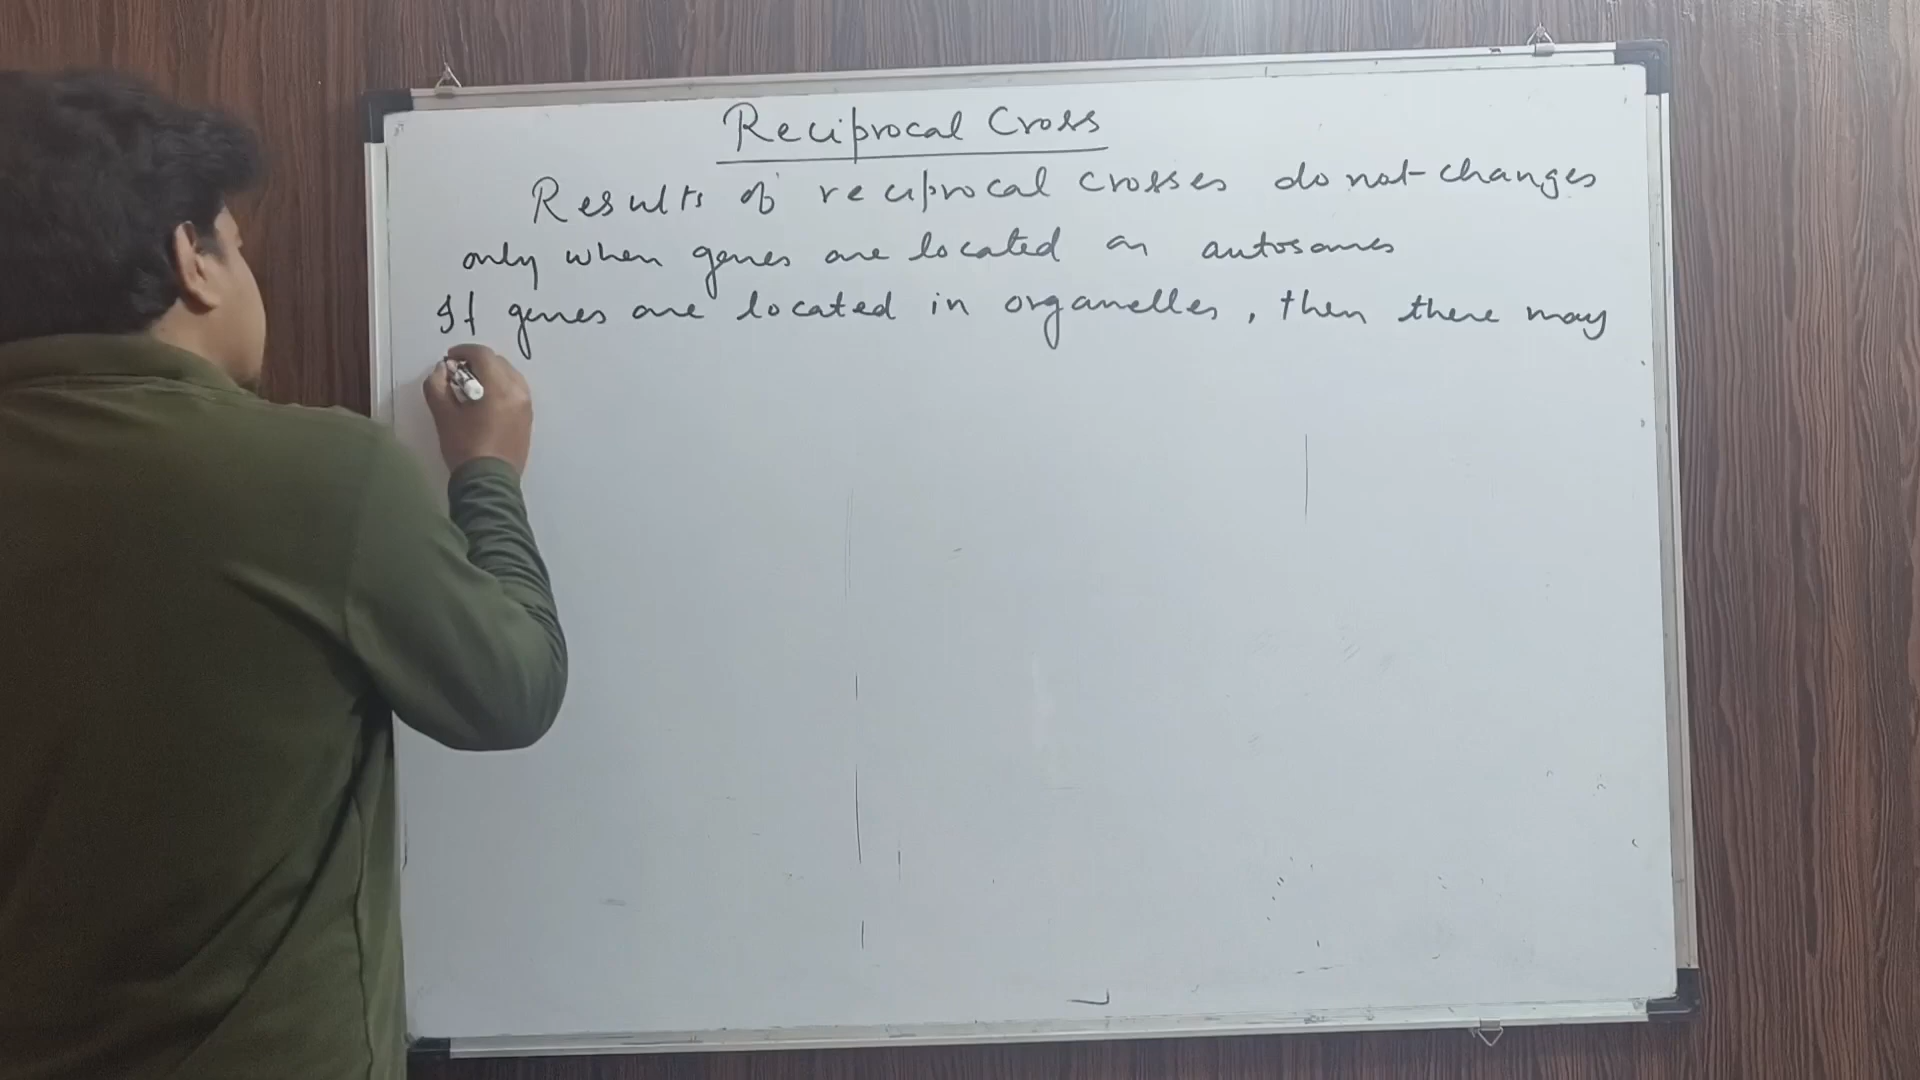 Reciprocal Cross
Results of reciprocal crosses do not changes
only when genes are located on autosomes
If genes are located in organelles, then there may